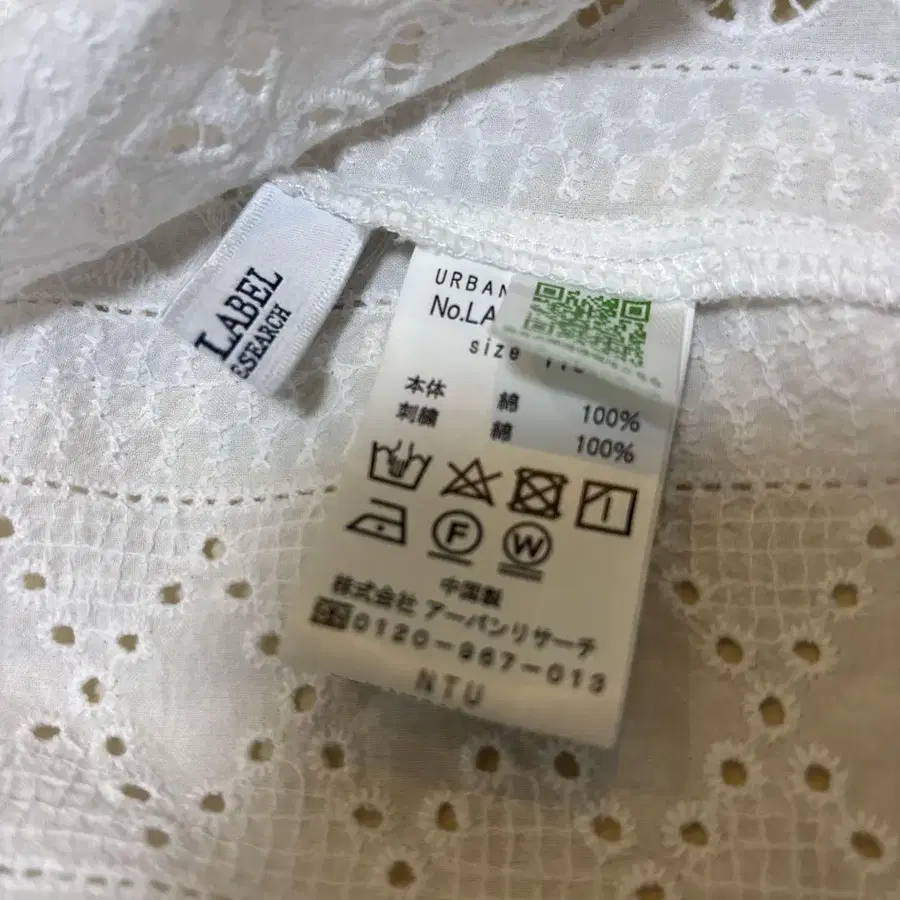 LABEL
ESEARCH
URBAN
No.LA
size
本体 綿 100%
刺繍 綿 100%
F
W
中国製
株式会社 アーバンリサーチ
0120-967-013
NTU